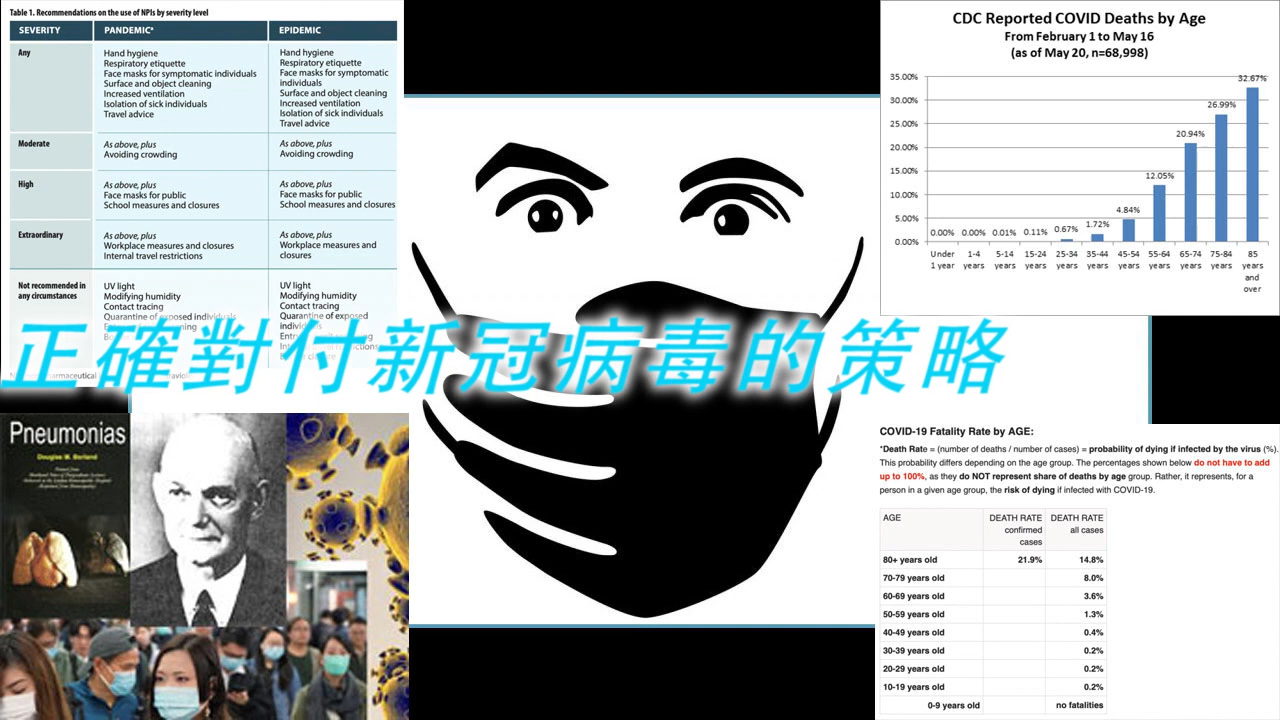 Table 1. Recommendations on the use of NPIs by severity level
SEVERITY PANDEMIC* EPIDEMIC
Any
Hand hygiene
Respiratory etiquette
Face masks for symptomatic individuals
Surface and object cleaning
Increased ventilation
Isolation of sick individuals
Travel advice
Hand hygiene
Respiratory etiquette
Face masks for symptomatic
individuals
Surface and object cleaning
Increased ventilation
Isolation of sick individuals
Travel advice
Moderate
As above, plus
Avoiding crowding
As above, plus
Avoiding crowding
High
As above, plus
Face masks for public
School measures and closures
As above, plus
Face masks for public
School measures and closures
Extraordinary
As above, plus
Workplace measures and closures
Internal travel restrictions
As above, plus
Workplace measures and
closures
Not recommended in
any circumstances
UV light
Modifying humidity
Contact tracing
Quarantine of exposed individuals
UV light
Modifying humidity
Contact tracing
Quarantine of exposed
CDC Reported COVID Deaths by Age
From February 1 to May 16
(as of May 20, n=68,998)
35.00%
30.00%
25.00%
20.00%
15.00%
10.00%
5.00%
0.00%
0.00% 0.00% 0.01% 0.11% 0.67% 1.72% 4.84% 12.05% 20.94% 26.99% 32.67%
Under 1-4 5-14 15-24 25-34 35-44 45-54 55-64 65-74 75-84 85
1 year years years years years years years years years years years
and
over
正確對付新冠病毒的策略
Pneumonias
Douglas M. Borland
COVID-19 Fatality Rate by AGE:
*Death Rate = (number of deaths / number of cases) = probability of dying if infected by the virus (%).
This probability differs depending on the age group. The percentages shown below do not have to add
up to 100%, as they do NOT represent share of deaths by age group. Rather, it represents, for a
person in a given age group, the risk of dying if infected with COVID-19.
AGE DEATH RATE DEATH RATE
confirmed all cases
cases
80+ years old 21.9% 14.8%
70-79 years old 8.0%
60-69 years old 3.6%
50-59 years old 1.3%
40-49 years old 0.4%
30-39 years old 0.2%
20-29 years old 0.2%
10-19 years old 0.2%
0-9 years old no fatalities